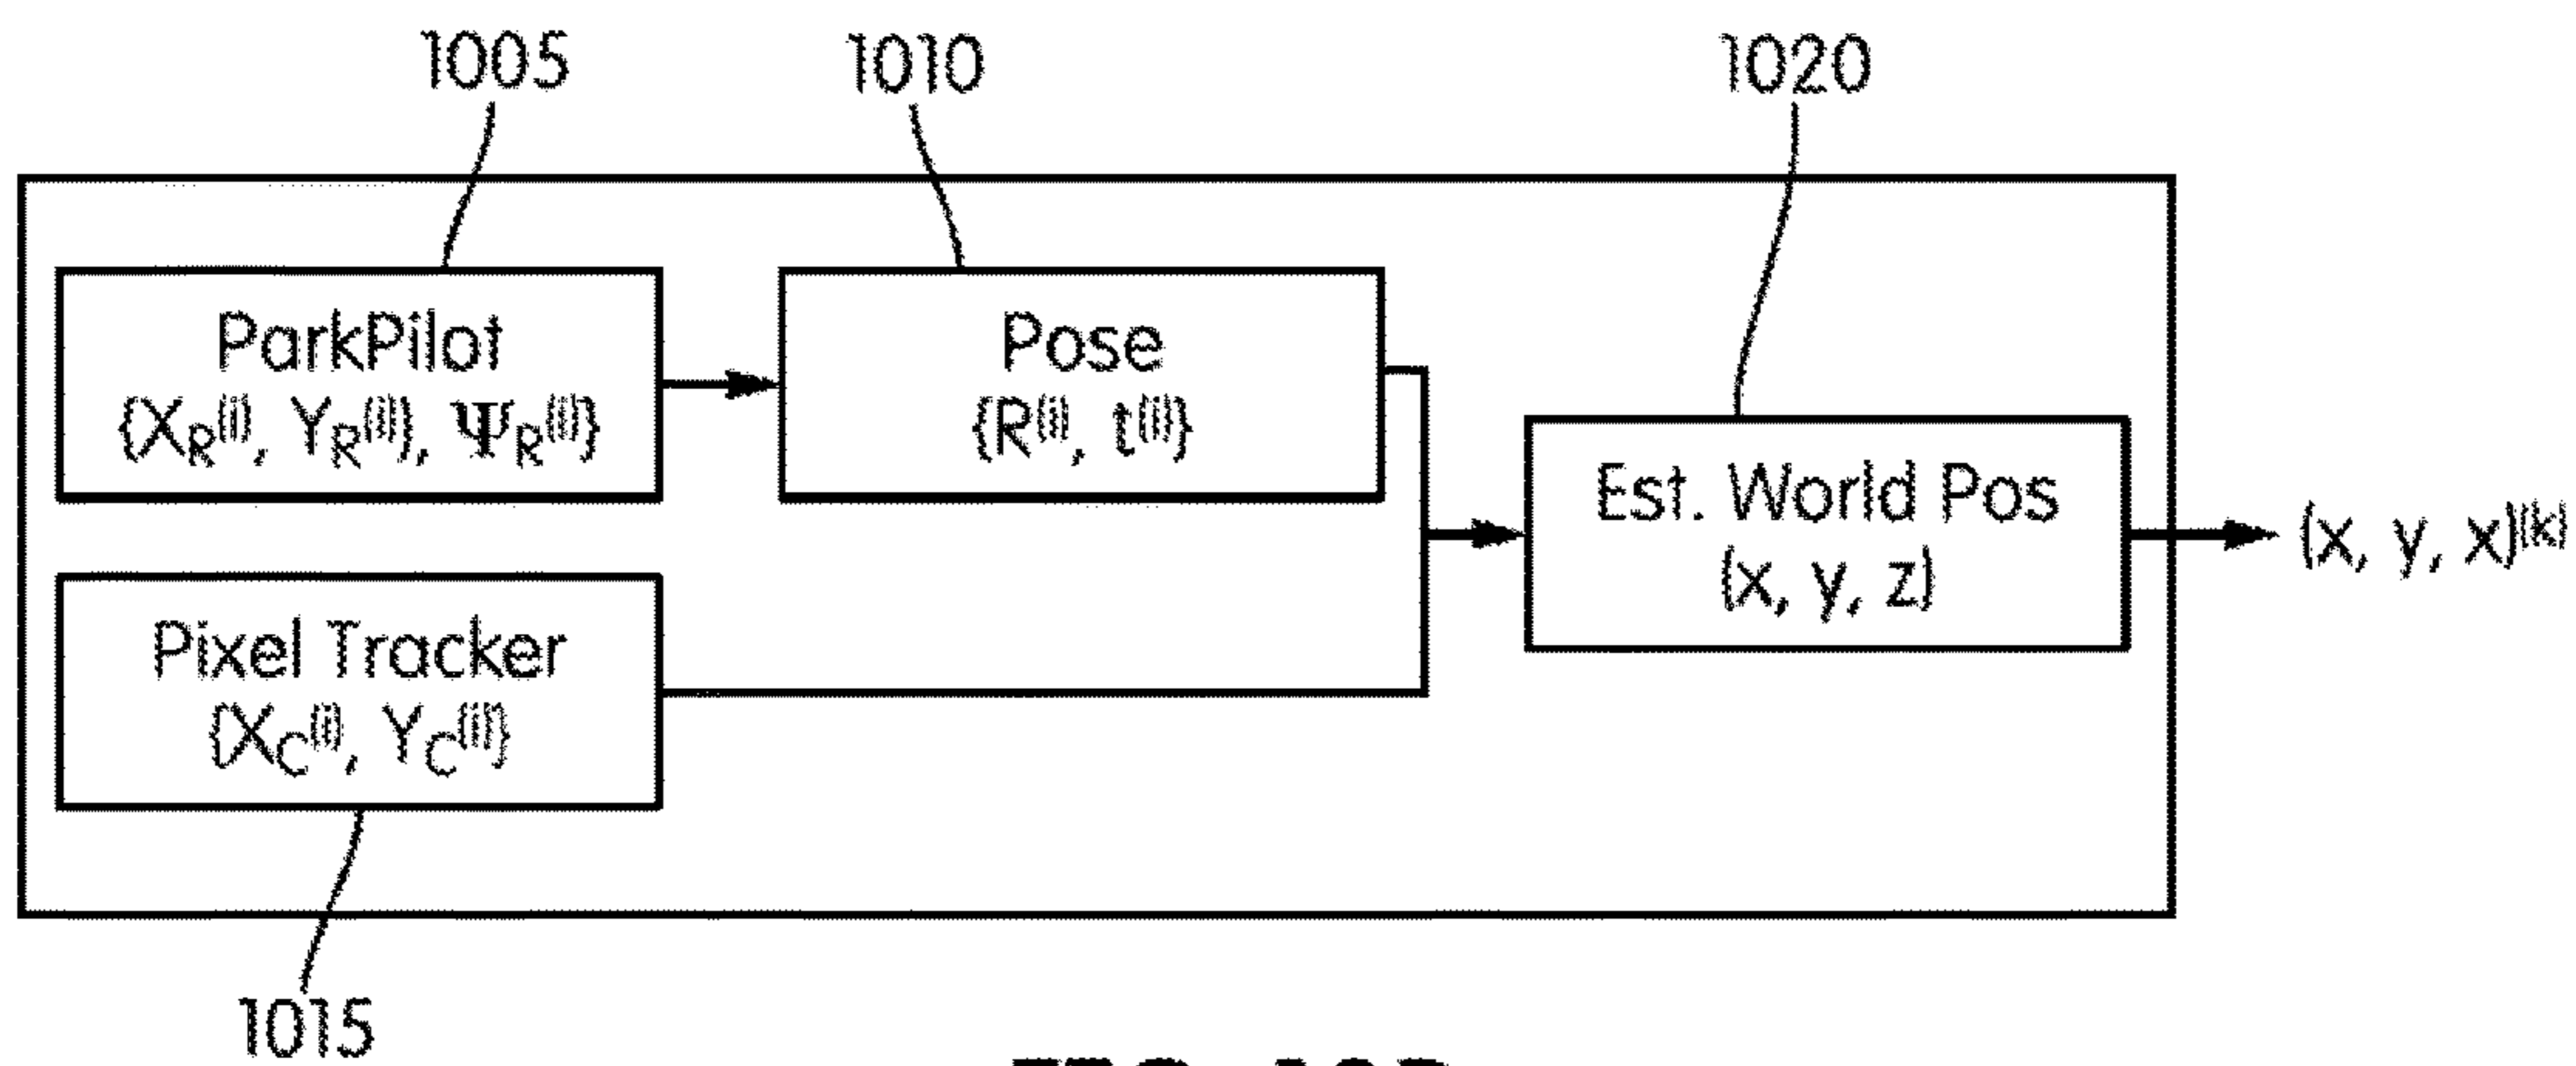 1005
1010
1020
ParkPilot
{X_R^(i), Y_R^(i)), Ψ_R^(i)}
Pose
{R^(i), t^(i)}
Est. World Pos
(x, y, z)
(x, y, x)^(k)
Pixel Tracker
{X_C^(i), Y_C^(i)}
1015